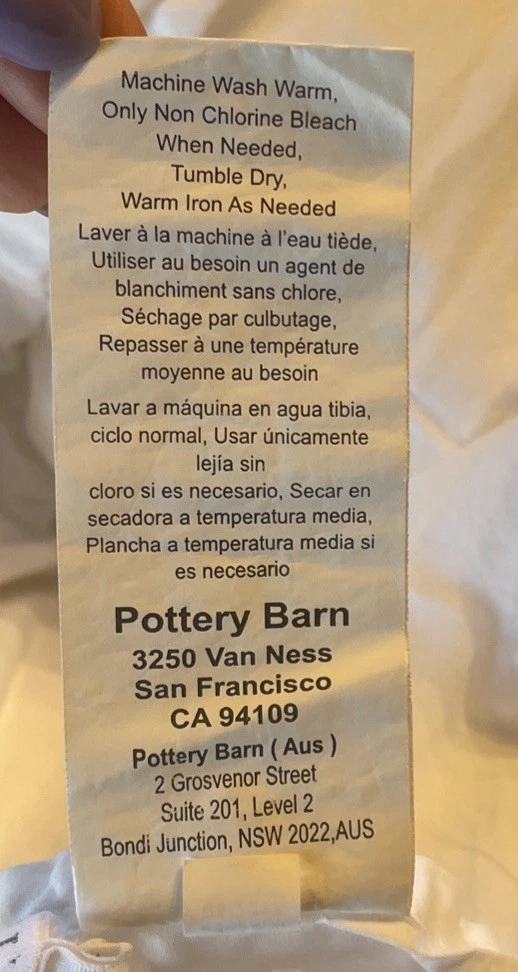 Machine Wash Warm,
Only Non Chlorine Bleach
When Needed,
Tumble Dry,
Warm Iron As Needed
Laver à la machine à l'eau tiède,
Utiliser au besoin un agent de
blanchiment sans chlore,
Séchage par culbutage,
Repasser à une température
moyenne au besoin
Lavar a máquina en agua tibia,
ciclo normal, Usar únicamente
lejía sin
cloro si es necesario, Secar en
secadora a temperatura media,
Plancha a temperatura media si
es necesario
Pottery Barn
3250 Van Ness
San Francisco
CA 94109
Pottery Barn ( Aus )
2 Grosvenor Street
Suite 201, Level 2
Bondi Junction, NSW 2022,AUS